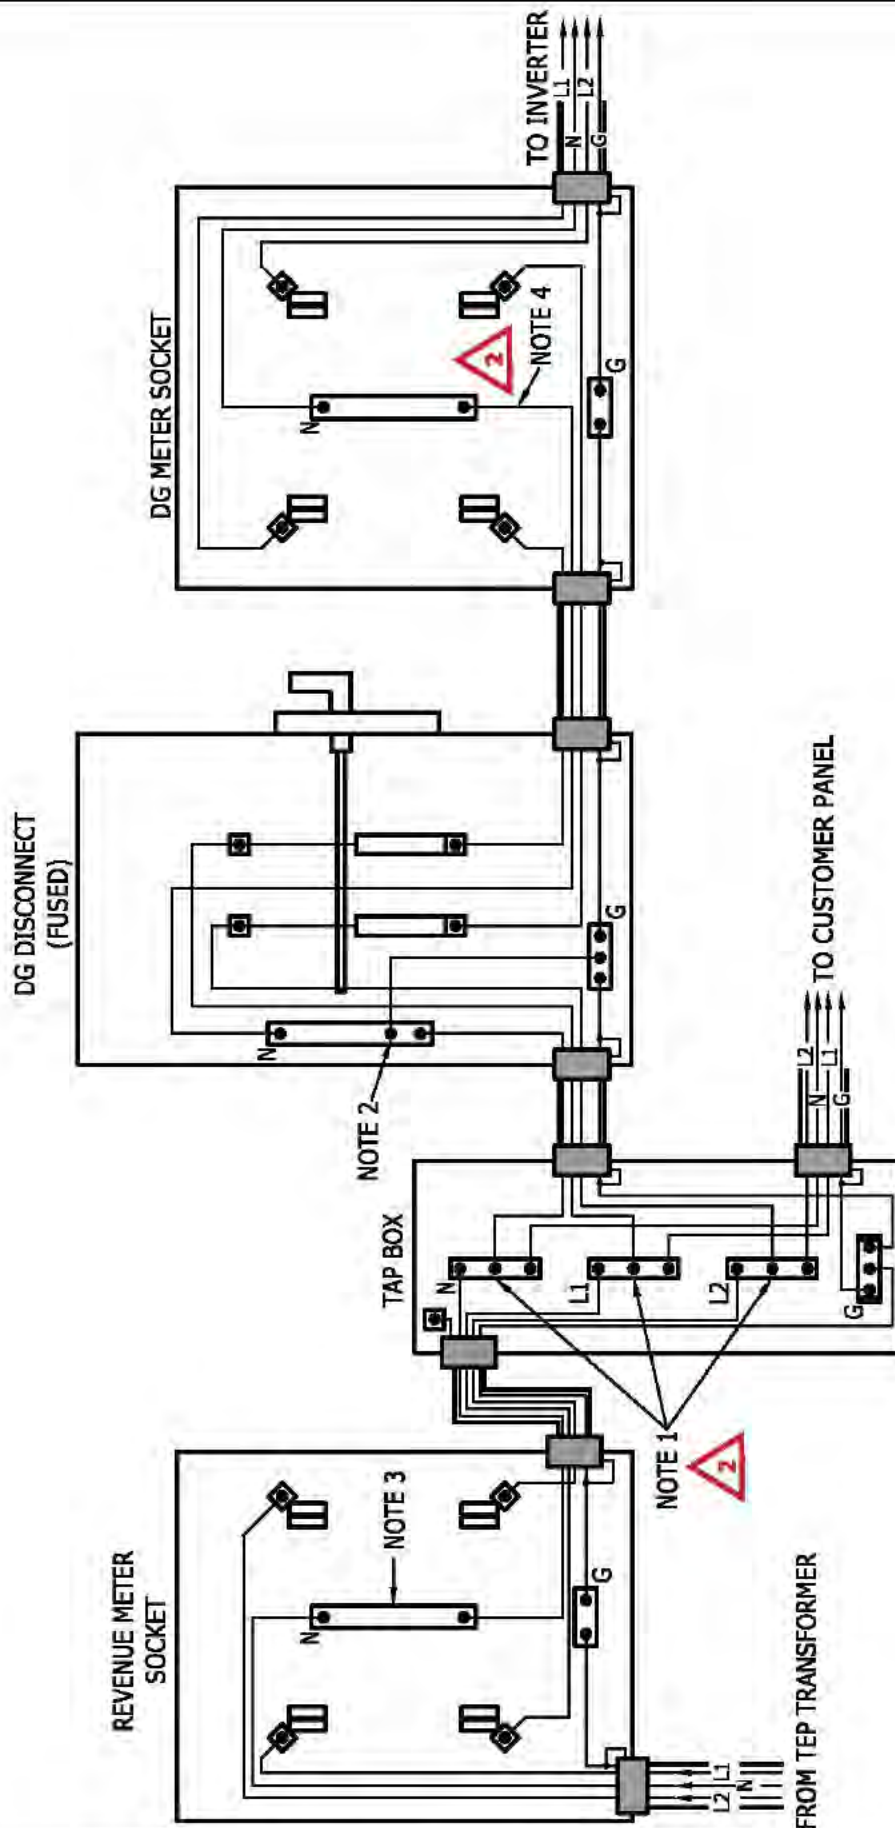 REVENUE METER
SOCKET
N
NOTE 3
G
L2
N
L1
FROM TEP TRANSFORMER
TAP BOX
N
L1
L2
G
NOTE 1
2
L2
N
L1
G
TO CUSTOMER PANEL
DG DISCONNECT
(FUSED)
N
NOTE 2
G
DG METER SOCKET
N
2
NOTE 4
G
TO INVERTER
L1
N
L2
G